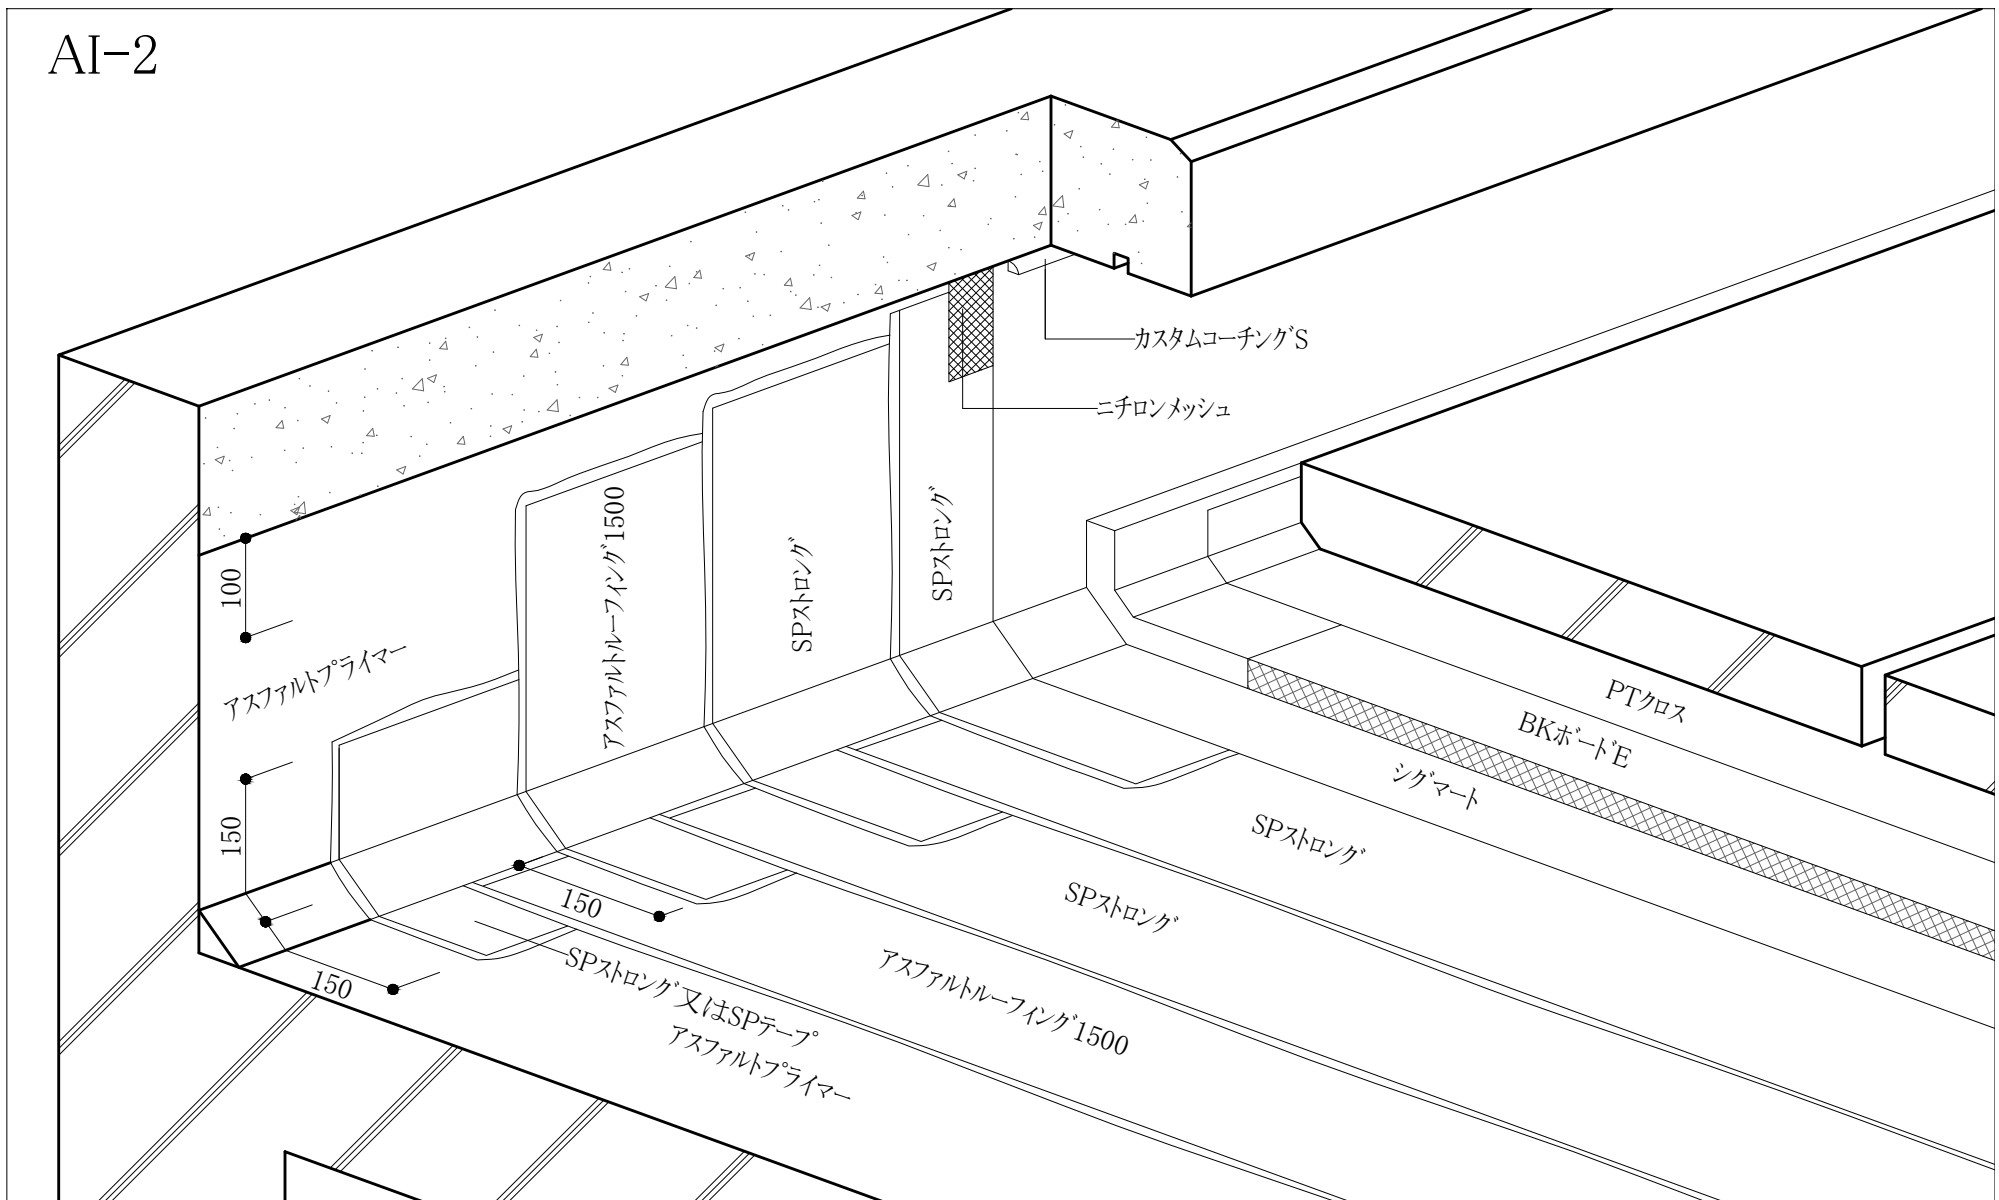 AI-2
カスタムコーチングS
ニチロンメッシュ
アスファルトルーフィング1500
SPストロング
SPストロング
100
アスファルトプライマー
150
150
150
PTクロス
BKボードE
シグマート
SPストロング
SPストロング
アスファルトルーフィング1500
SPストロング又はSPテープ
アスファルトプライマー